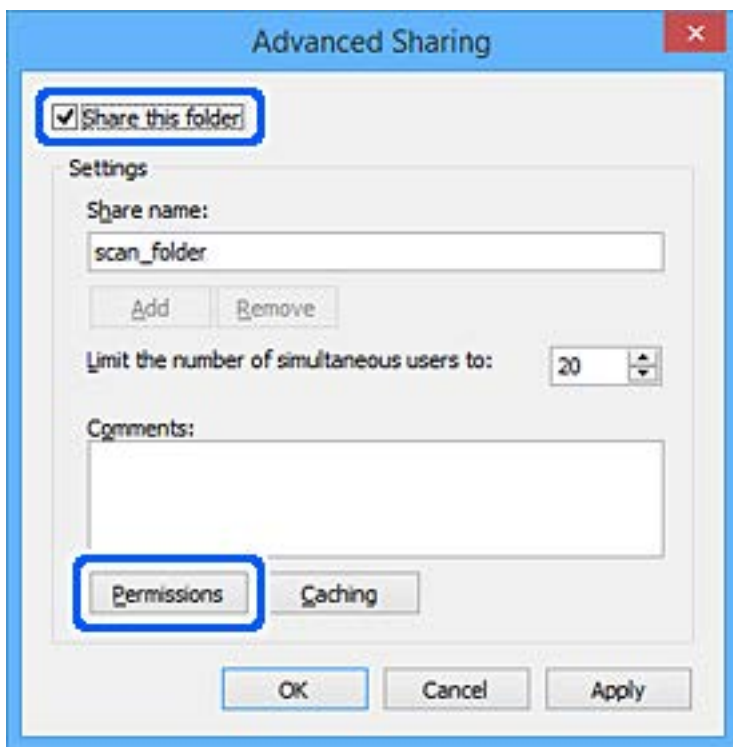 Advanced Sharing
Share this folder
Settings
Share name:
scan_folder
Add Remove
Limit the number of simultaneous users to: 20
Comments:
Permissions Caching
OK Cancel Apply